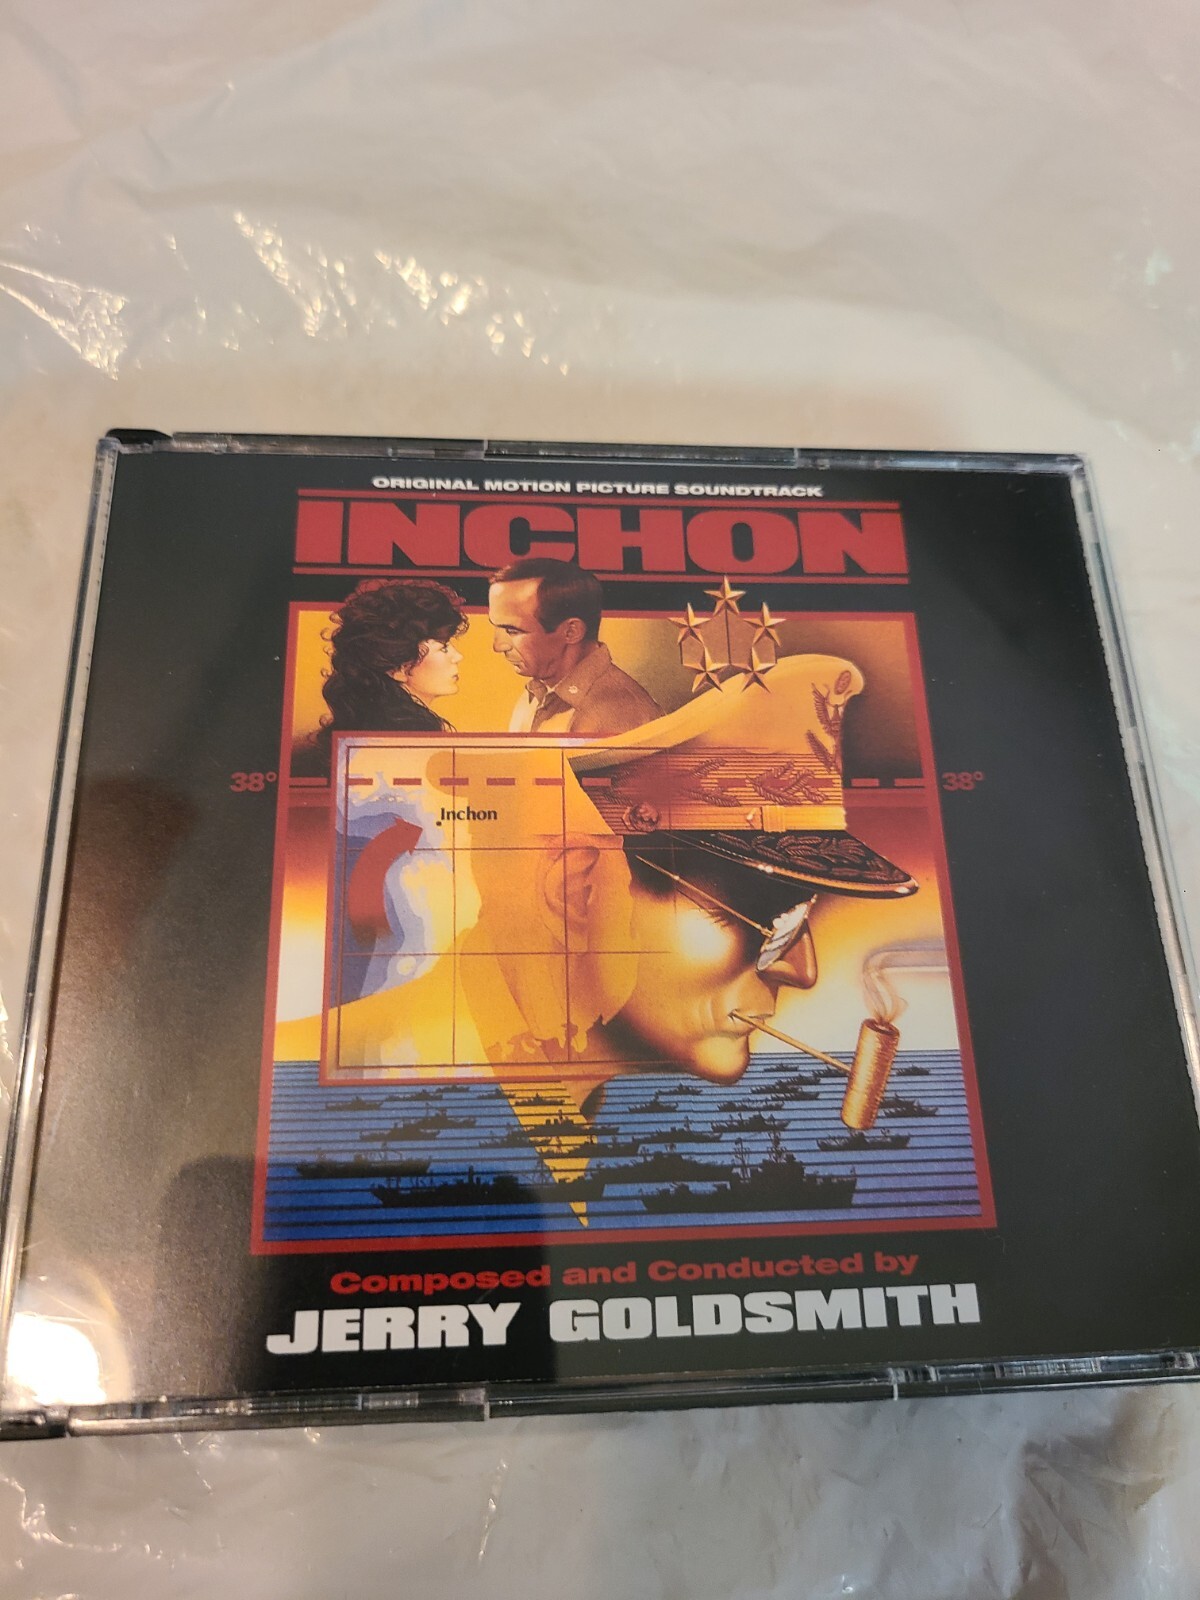 ORIGINAL MOTION PICTURE SOUNDTRACK
INCHON
38° 38°
Inchon
Composed and Conducted by
JERRY GOLDSMITH